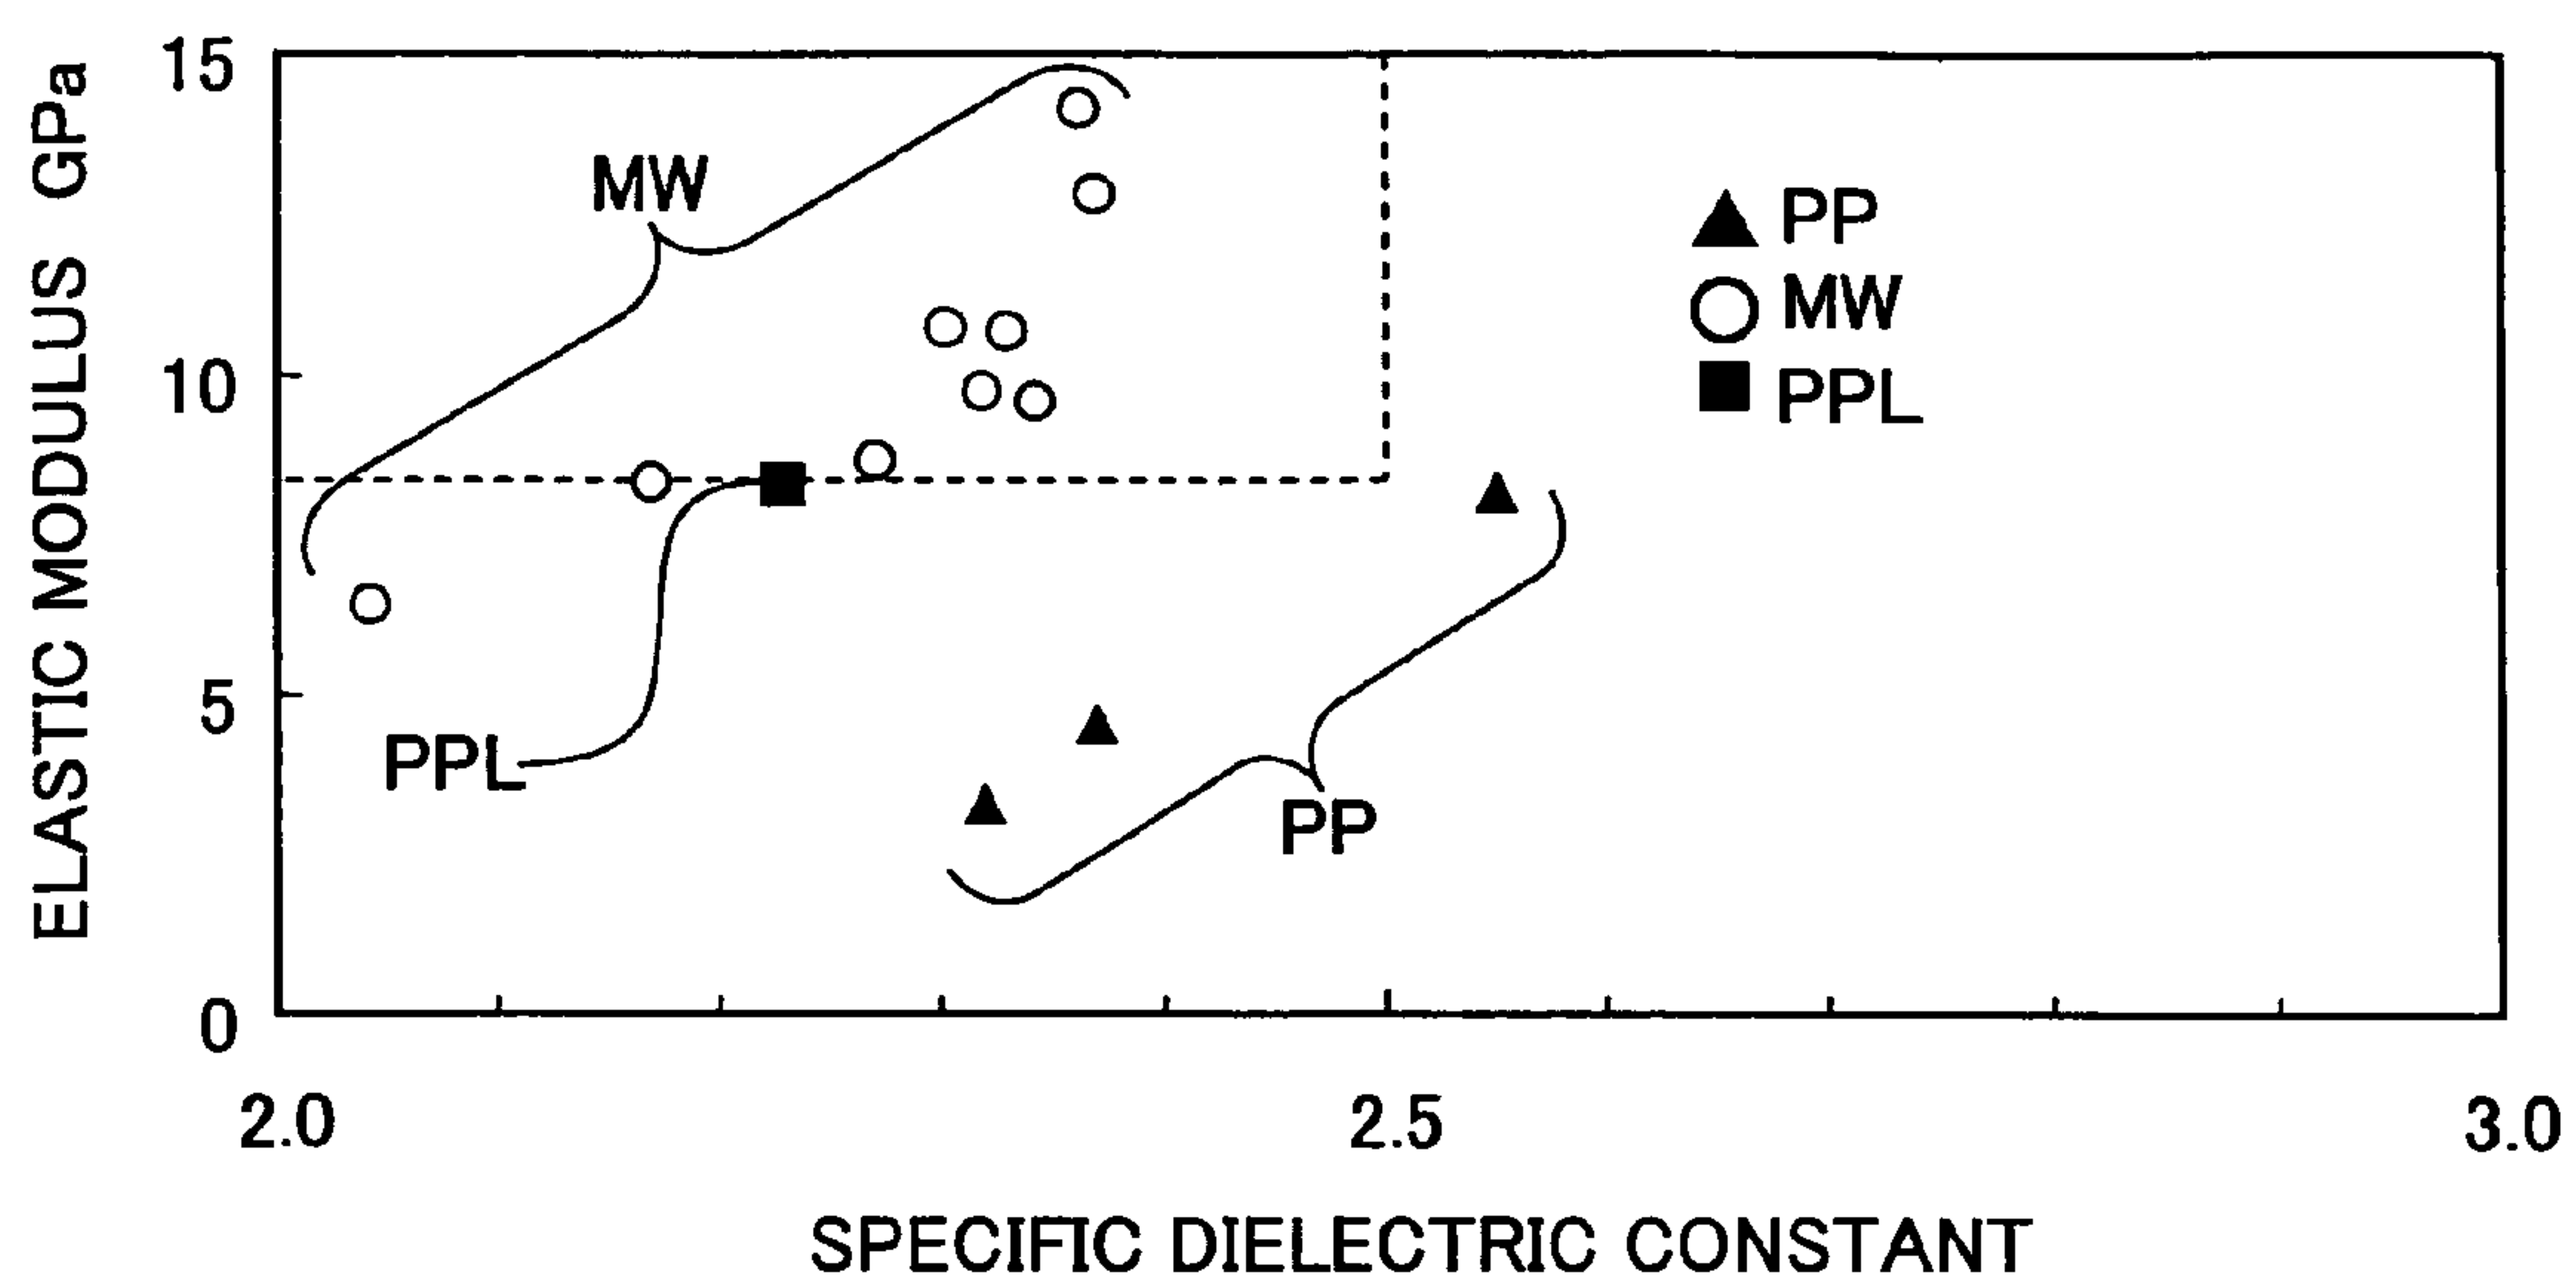 ELASTIC MODULUS GPa
15
10
5
0
MW
PPL
PP
PP
MW
PPL
2.0
2.5
3.0
SPECIFIC DIELECTRIC CONSTANT